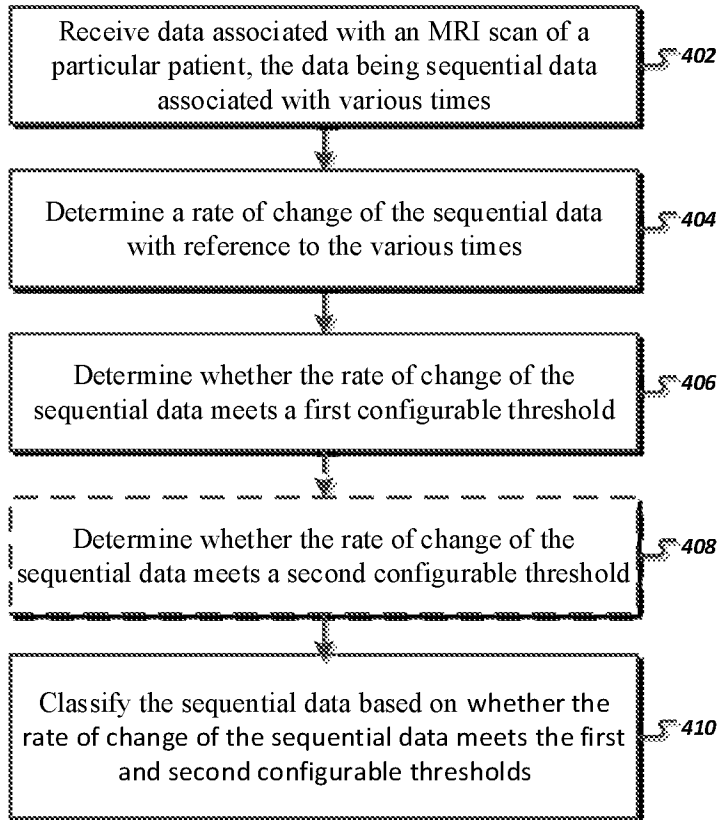 Receive data associated with an MRI scan of a
particular patient, the data being sequential data
associated with various times
402
Determine a rate of change of the sequential data
with reference to the various times
404
Determine whether the rate of change of the
sequential data meets a first configurable threshold
406
Determine whether the rate of change of the
sequential data meets a second configurable threshold
408
Classify the sequential data based on whether the
rate of change of the sequential data meets the first
and second configurable thresholds
410